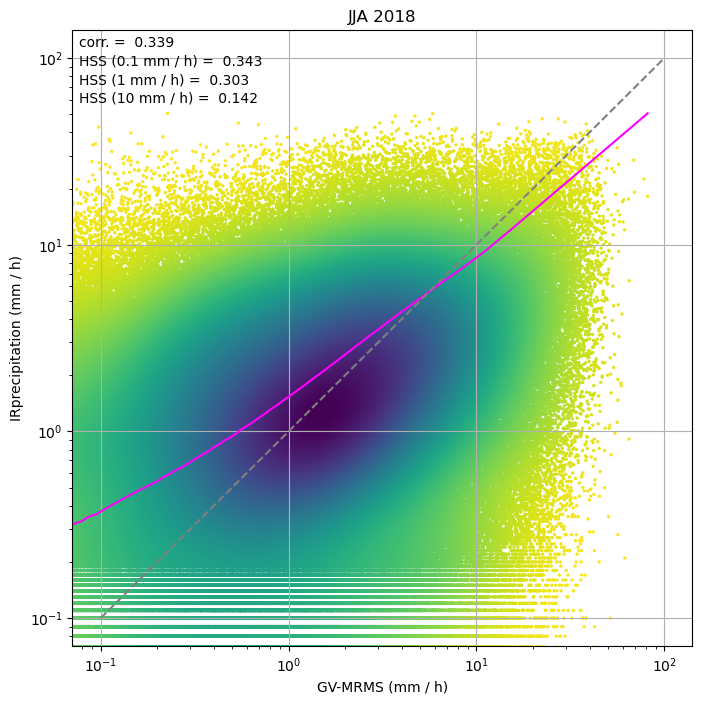 JJA 2018
corr. =  0.339
HSS (0.1 mm / h) =  0.343
HSS (1 mm / h) =  0.303
HSS (10 mm / h) =  0.142
10²
10¹
10⁰
10⁻¹
IRprecipitation (mm / h)
10⁻¹ 10⁰ 10¹ 10²
GV-MRMS (mm / h)